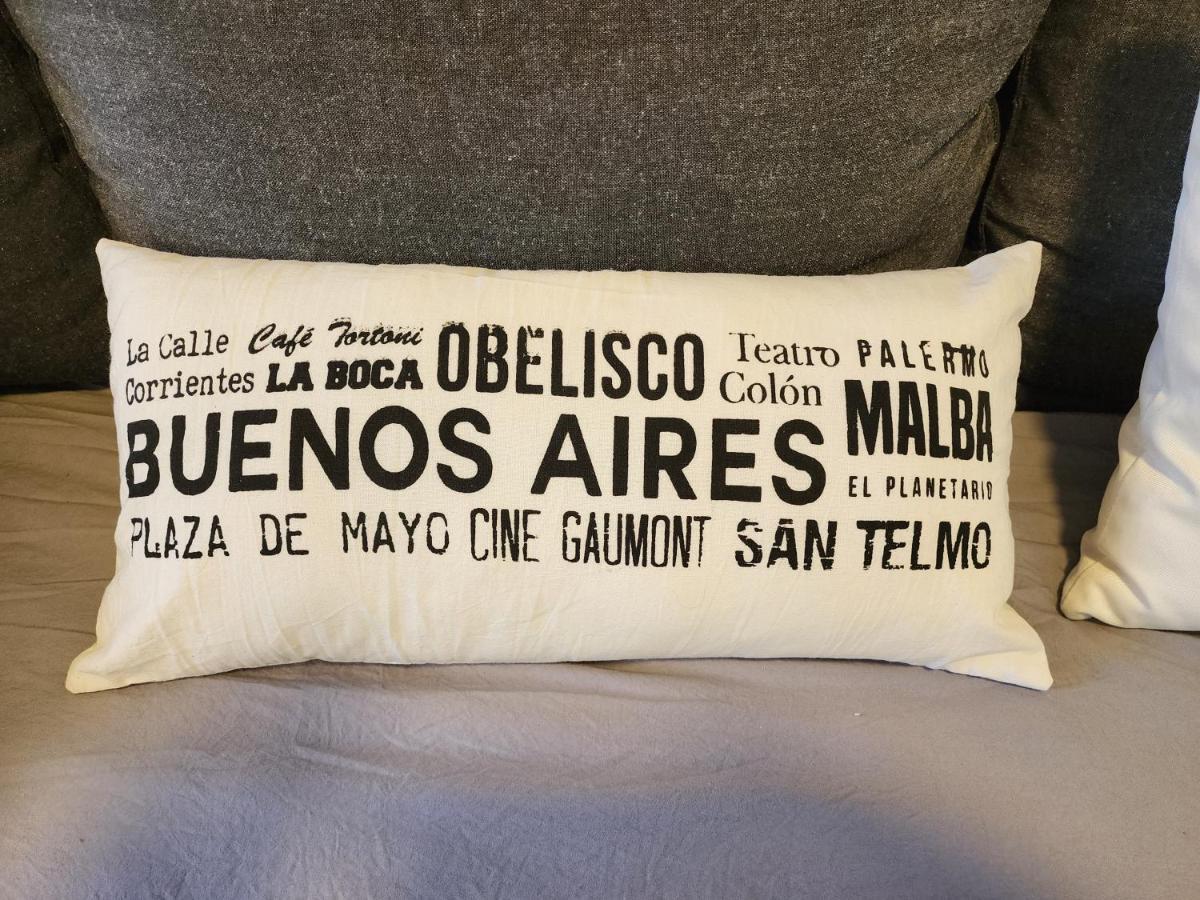 La Calle
Corrientes
Café Tortoni
LA BOCA
OBELISCO
Teatro
Colón
PALERMO
MALBA
EL PLANETARIO
BUENOS AIRES
PLAZA DE MAYO CINE GAUMONT SAN TELMO